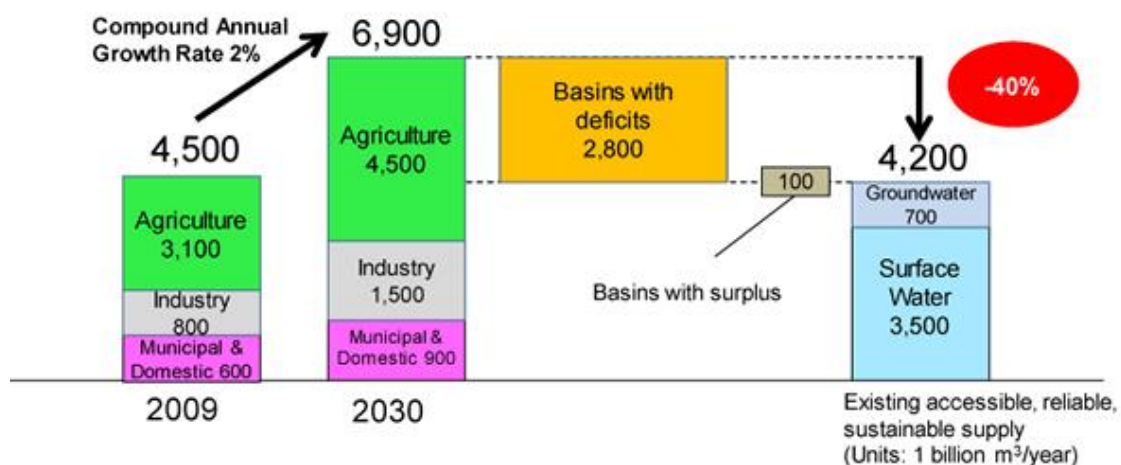 Compound Annual
Growth Rate 2%
6,900
-40%
4,500
Agriculture
4,500
Basins with
deficits
2,800
4,200
100
Groundwater
700
Agriculture
3,100
Industry
1,500
Basins with surplus
Surface
Water
3,500
Industry
800
Municipal &
Domestic 900
Municipal &
Domestic 600
2009
2030
Existing accessible, reliable,
sustainable supply
(Units: 1 billion m³/year)